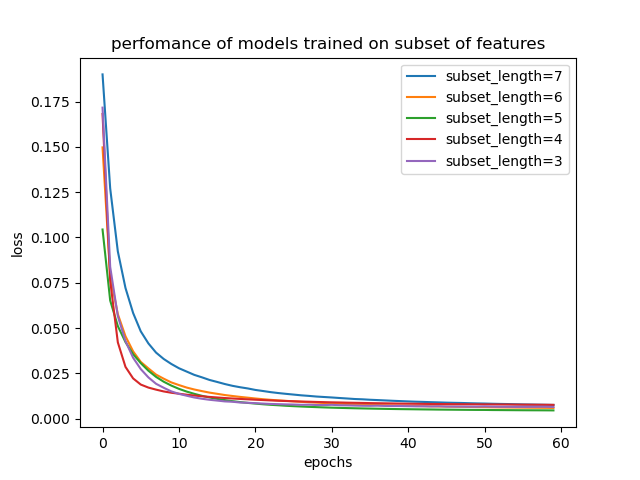 perfomance of models trained on subset of features
subset_length=7
subset_length=6
subset_length=5
subset_length=4
subset_length=3
loss
0.175
0.150
0.125
0.100
0.075
0.050
0.025
0.000
0 10 20 30 40 50 60
epochs